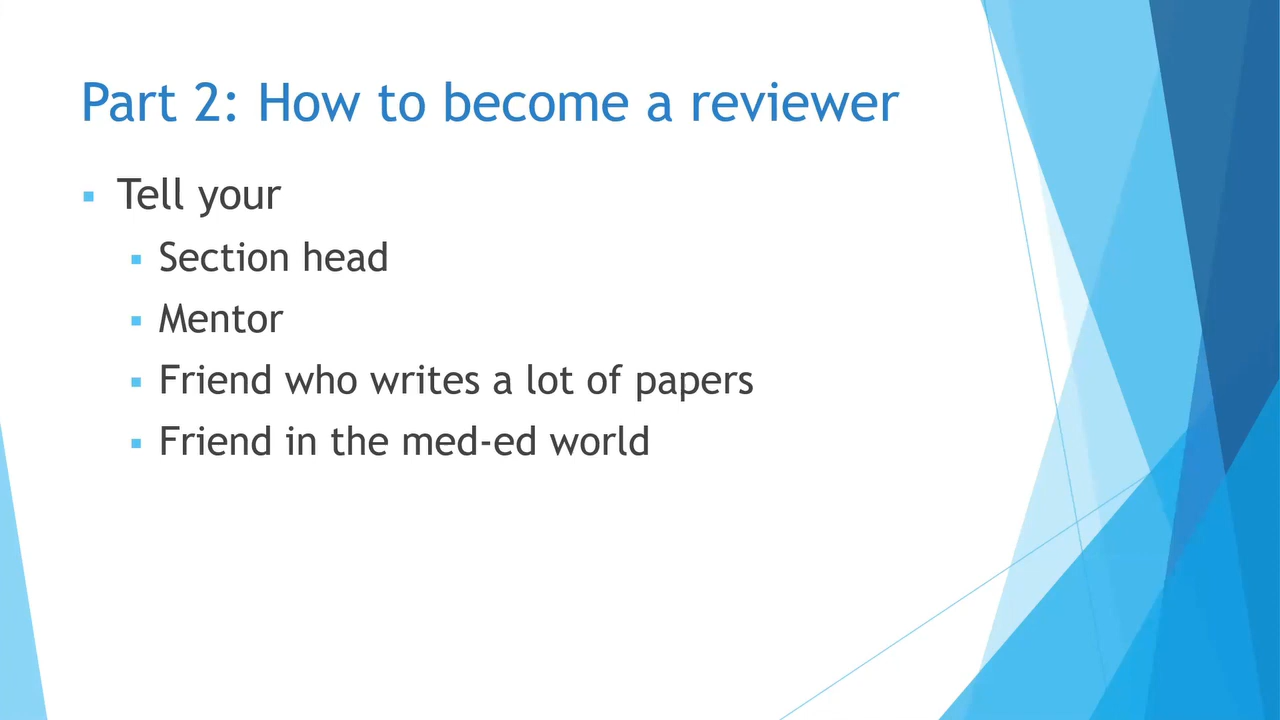 Part 2: How to become a reviewer
Tell your
Section head
Mentor
Friend who writes a lot of papers
Friend in the med-ed world